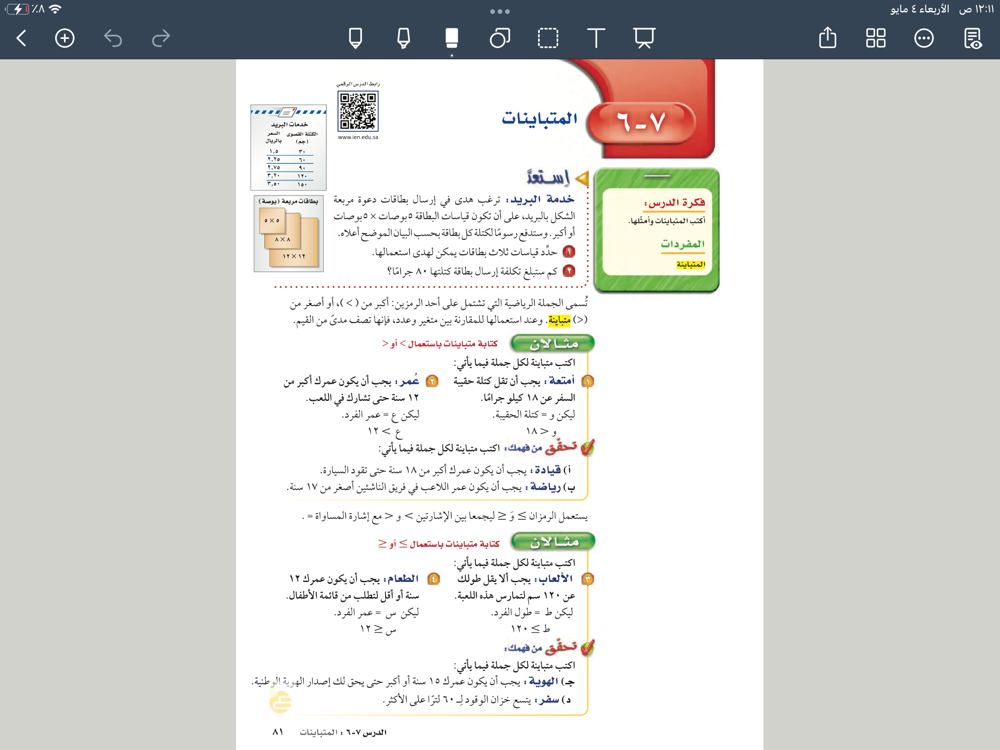 ١٢:١١ ص الأربعاء ٤ مايو
٪٨
٧-٦
المتباينات
رابط الدرس الرقمي
www.ien.edu.sa
خدمات البريد
الكتلة القصوى السعر
(جم) بالريال
٣٠ ١,٥
٦٠ ٢,٢٥
٩٠ ٢,٧٥
١٢٠ ٣,٢٠
١٥٠ ٣,٥٠
بطاقات مربعة (بوصة)
٥ × ٥
٨ × ٨
١٢ × ١٢
فكرة الدرس:
أكتب المتباينات وأمثّلها.
المفردات
المتباينة
اِستعدَّ
خدمة البريد: ترغب هدى في إرسال بطاقات دعوة مربعة
الشكل بالبريد، على أن تكون قياسات البطاقة ٥ بوصات × ٥ بوصات
أو أكبر. وستدفع رسومًا لكتلة كل بطاقة بحسب البيان الموضح أعلاه.
١ حدِّد قياسات ثلاث بطاقات يمكن لهدى استعمالها.
٢ كم ستبلغ تكلفة إرسال بطاقة كتلتها ٨٠ جرامًا؟
تُسمى الجملة الرياضية التي تشتمل على أحد الرمزين: أكبر من (>)، أو أصغر من
(<) متباينة. وعند استعمالها للمقارنة بين متغير وعدد، فإنها تصف مدىً من القيم.
مثالان كتابة متباينات باستعمال < أو >
اكتب متباينة لكل جملة فيما يأتي:
١ أمتعة: يجب أن تقل كتلة حقيبة
السفر عن ١٨ كيلو جرامًا.
ليكن و = كتلة الحقيبة.
و < ١٨
٢ عُمر: يجب أن يكون عمرك أكبر من
١٢ سنة حتى تشارك في اللعب.
ليكن ع = عمر الفرد.
ع > ١٢
تحقّق من فهمك: اكتب متباينة لكل جملة فيما يأتي:
أ) قيادة: يجب أن يكون عمرك أكبر من ١٨ سنة حتى تقود السيارة.
ب) رياضة: يجب أن يكون عمر اللاعب في فريق الناشئين أصغر من ١٧ سنة.
يستعمل الرمزان ≥ وَ ≤ ليجمعا بين الإشارتين > و < مع إشارة المساواة = .
مثالان كتابة متباينات باستعمال ≤ أو ≥
اكتب متباينة لكل جملة فيما يأتي:
٣ الألعاب: يجب ألا يقل طولك
عن ١٢٠ سم لتمارس هذه اللعبة.
ليكن ط = طول الفرد.
ط ≥ ١٢٠
٤ الطعام: يجب أن يكون عمرك ١٢
سنة أو أقل لتطلب من قائمة الأطفال.
ليكن س = عمر الفرد.
س ≤ ١٢
تحقّق من فهمك:
اكتب متباينة لكل جملة فيما يأتي:
جـ) الهوية: يجب أن يكون عمرك ١٥ سنة أو أكبر حتى يحق لك إصدار الهوية الوطنية.
د) سفر: يتسع خزان الوقود لِـ ٦٠ لترًا على الأكثر.
الدرس ٧-٦ : المتباينات ٨١